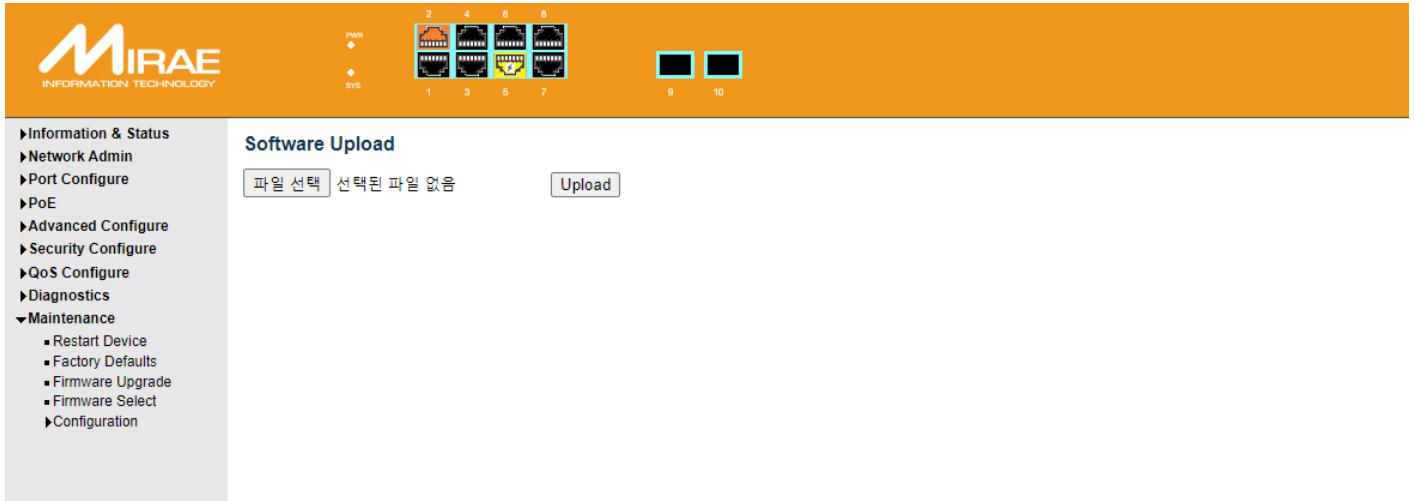 2 4 6 8
PWR
MIRAE
INFORMATION TECHNOLOGY
SYS
1 3 5 7 9 10
Information & Status
Network Admin
Port Configure
PoE
Advanced Configure
Security Configure
QoS Configure
Diagnostics
Maintenance
Restart Device
Factory Defaults
Firmware Upgrade
Firmware Select
Configuration
Software Upload
파일 선택 선택된 파일 없음 Upload